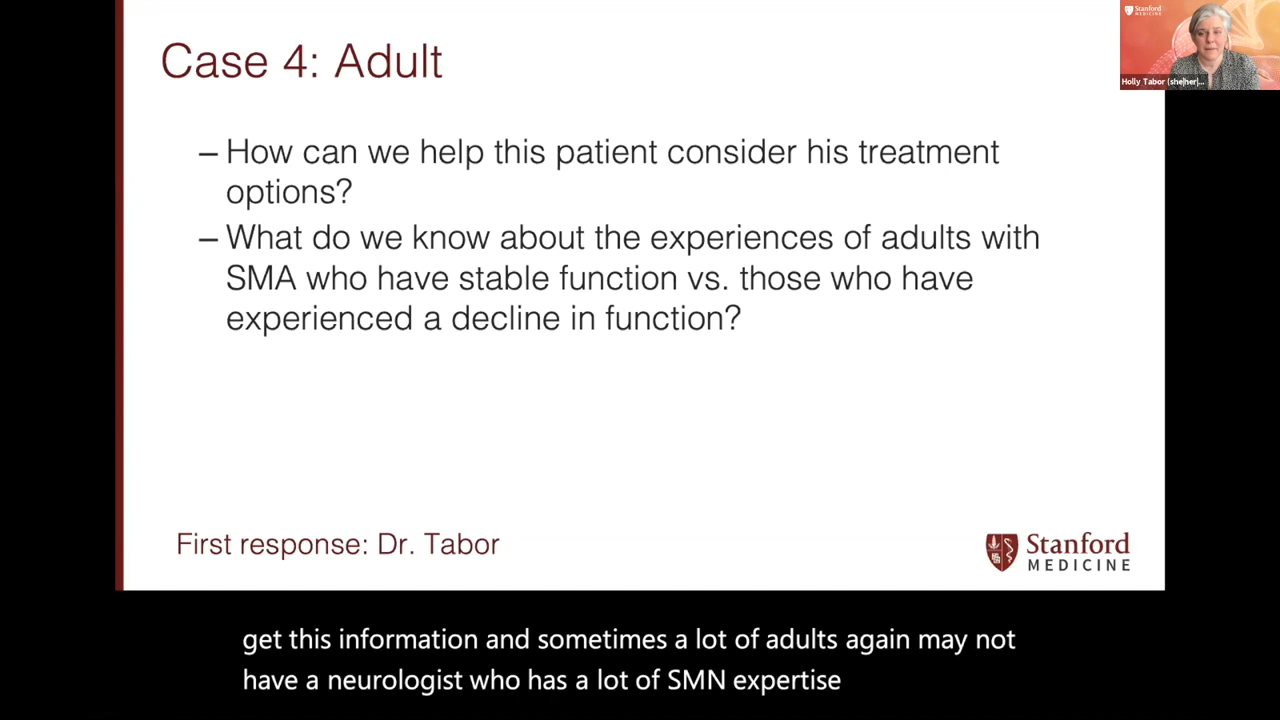 Case 4: Adult
Stanford
MEDICINE
Holly Tabor (she|her)...
– How can we help this patient consider his treatment
options?
– What do we know about the experiences of adults with
SMA who have stable function vs. those who have
experienced a decline in function?
First response: Dr. Tabor
Stanford
MEDICINE
get this information and sometimes a lot of adults again may not
have a neurologist who has a lot of SMN expertise